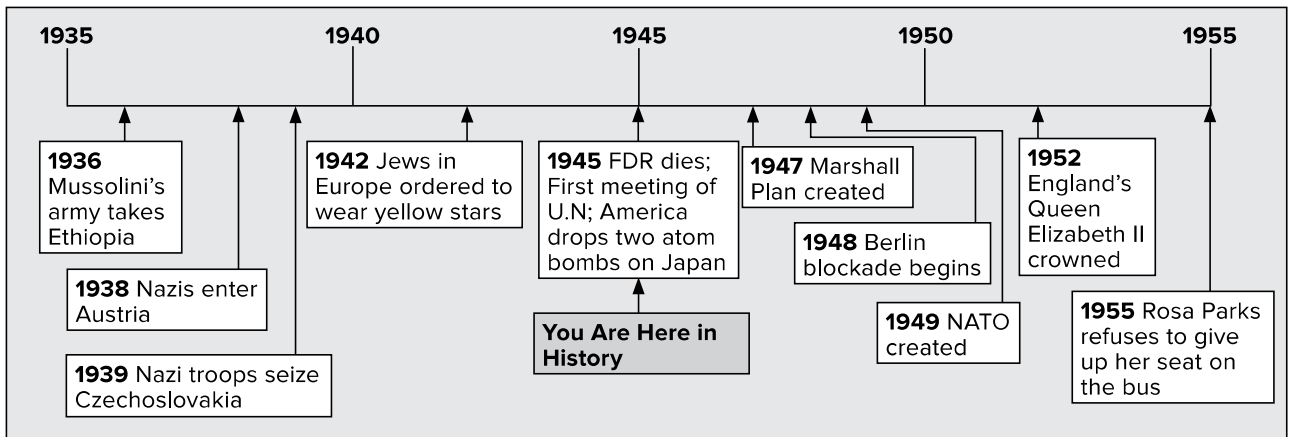 1935 1940 1945 1950 1955
1936
Mussolini’s
army takes
Ethiopia
1938 Nazis enter
Austria
1939 Nazi troops seize
Czechoslovakia
1942 Jews in
Europe ordered to
wear yellow stars
1945 FDR dies;
First meeting of
U.N; America
drops two atom
bombs on Japan
You Are Here in
History
1947 Marshall
Plan created
1948 Berlin
blockade begins
1949 NATO
created
1952
England’s
Queen
Elizabeth II
crowned
1955 Rosa Parks
refuses to give
up her seat on
the bus